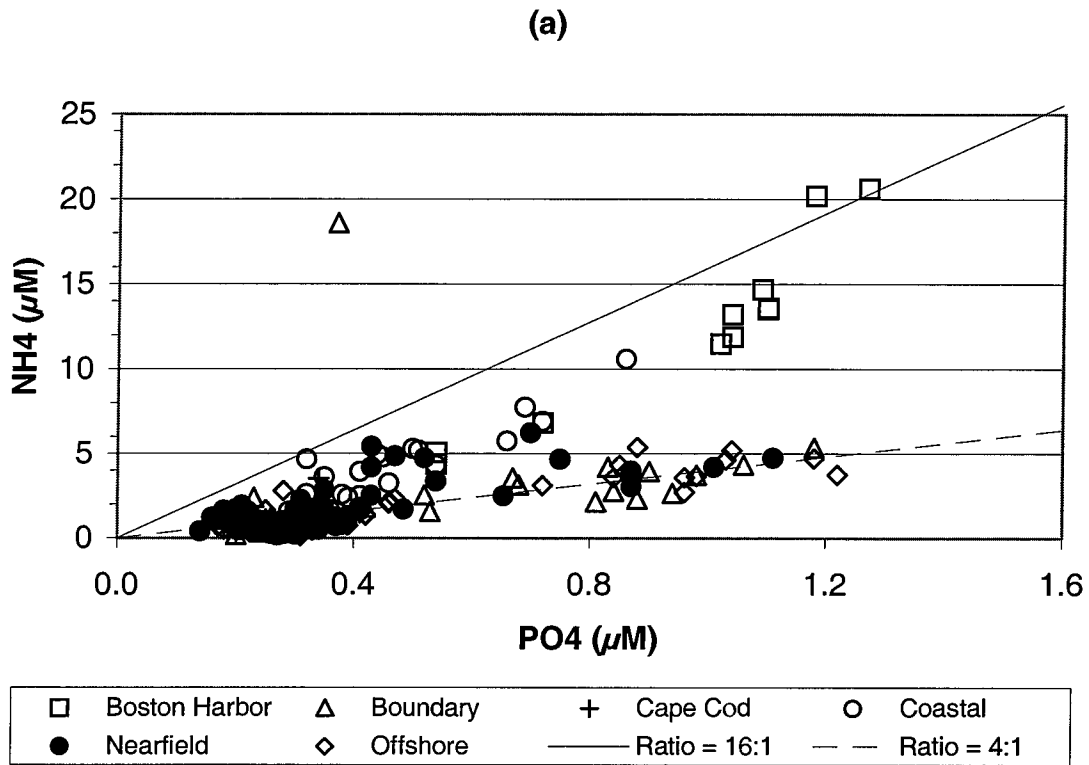 (a)
25
20
15
10
5
0
NH4 (µM)
0.0 0.4 0.8 1.2 1.6
PO4 (µM)
Boston Harbor Boundary Cape Cod Coastal
Nearfield Offshore Ratio = 16:1 Ratio = 4:1